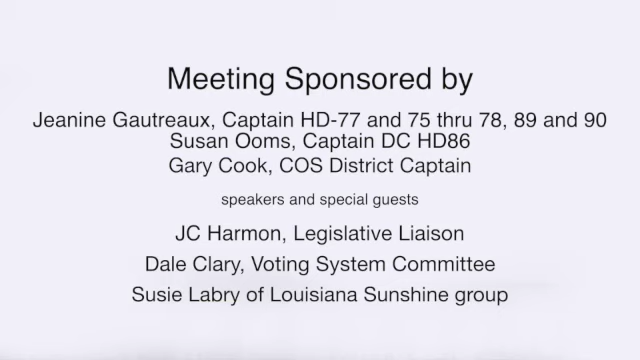 Meeting Sponsored by
Jeanine Gautreaux, Captain HD-77 and 75 thru 78, 89 and 90
Susan Ooms, Captain DC HD86
Gary Cook, COS District Captain
speakers and special guests
JC Harmon, Legislative Liaison
Dale Clary, Voting System Committee
Susie Labry of Louisiana Sunshine group